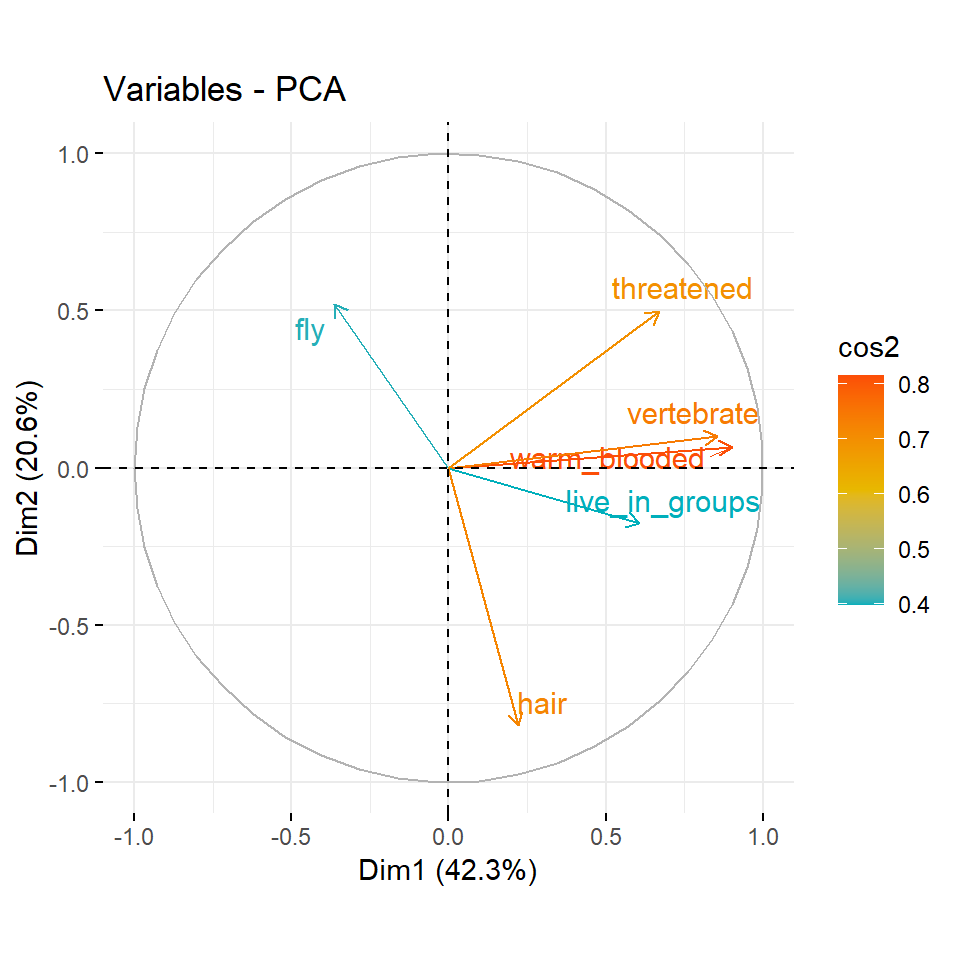 Variables - PCA
1.0
0.5
0.0
-0.5
-1.0
Dim2 (20.6%)
threatened
fly
vertebrate
warm_blooded
live_in_groups
hair
-1.0
-0.5
0.0
0.5
1.0
Dim1 (42.3%)
cos2
0.8
0.7
0.6
0.5
0.4